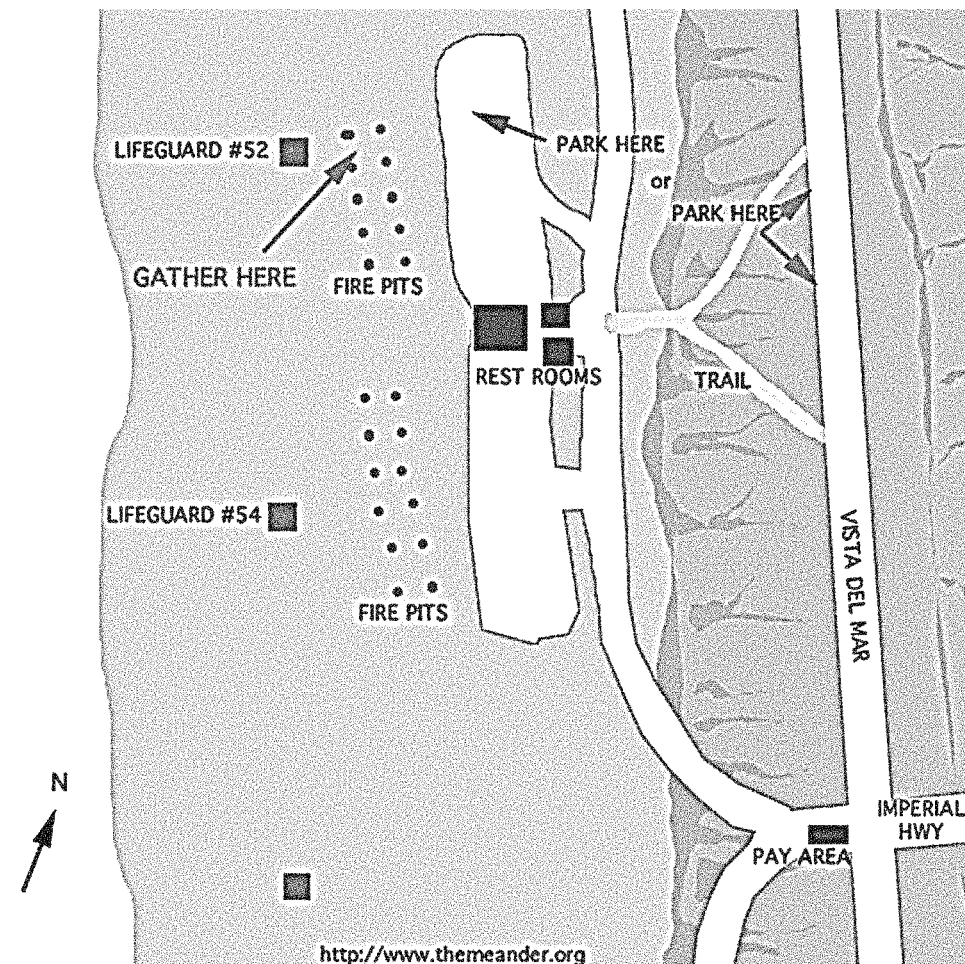 LIFEGUARD #52
PARK HERE
or
PARK HERE
GATHER HERE
FIRE PITS
REST ROOMS
TRAIL
LIFEGUARD #54
VISTA DEL MAR
FIRE PITS
N
IMPERIAL
HWY
PAY AREA
http://www.themeander.org